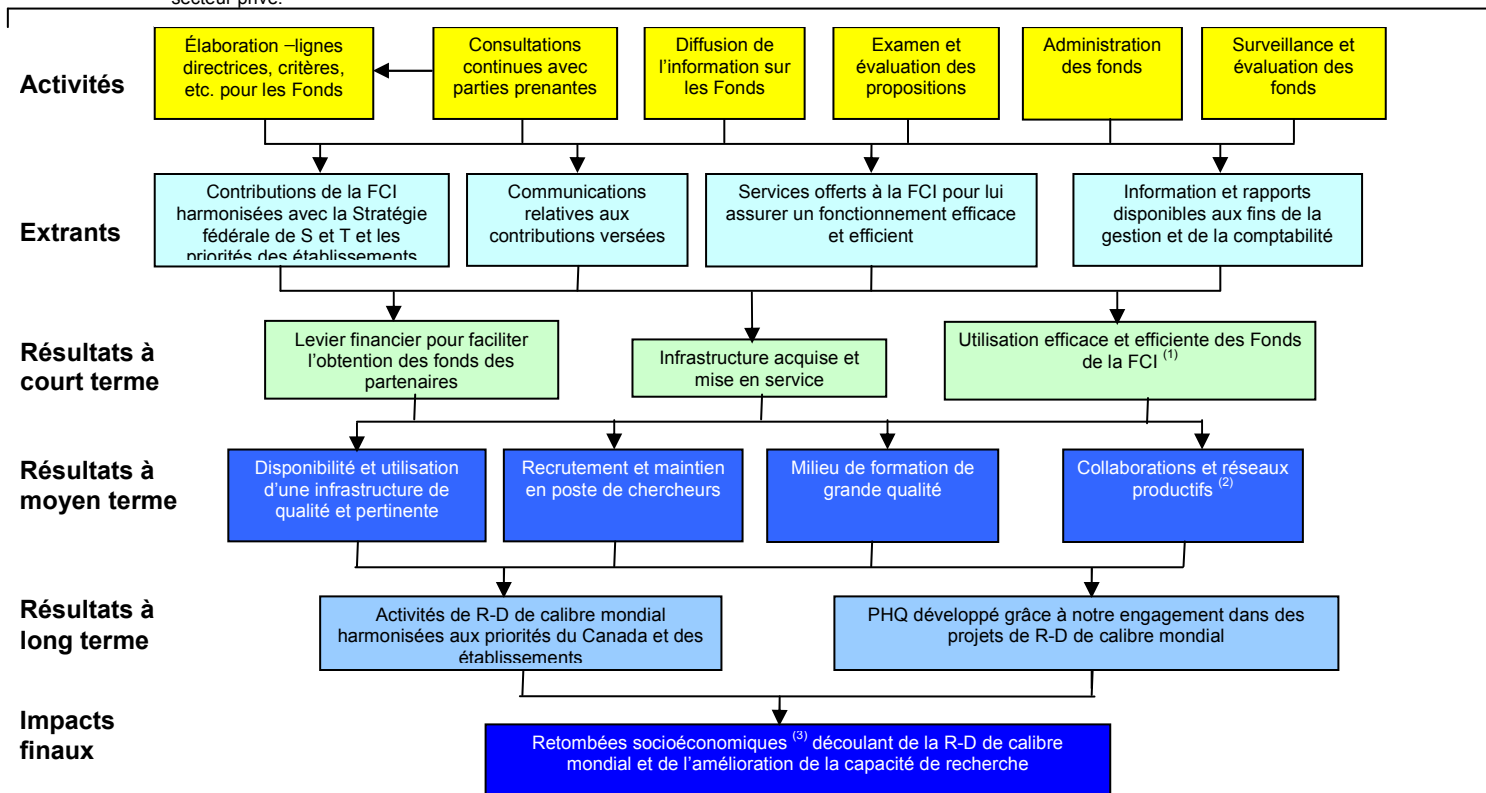 secteur privé.
Activités
Élaboration –lignes
directrices, critères,
etc. pour les Fonds
Consultations
continues avec
parties prenantes
Diffusion de
l’information sur
les Fonds
Examen et
évaluation des
propositions
Administration
des fonds
Surveillance et
évaluation des
fonds
Extrants
Contributions de la FCI
harmonisées avec la Stratégie
fédérale de S et T et les
priorités des établissements
Communications
relatives aux
contributions versées
Services offerts à la FCI pour lui
assurer un fonctionnement efficace
et efficient
Information et rapports
disponibles aux fins de la
gestion et de la comptabilité
Résultats à
court terme
Levier financier pour faciliter
l’obtention des fonds des
partenaires
Infrastructure acquise et
mise en service
Utilisation efficace et efficiente des Fonds
de la FCI (1)
Résultats à
moyen terme
Disponibilité et utilisation
d’une infrastructure de
qualité et pertinente
Recrutement et maintien
en poste de chercheurs
Milieu de formation de
grande qualité
Collaborations et réseaux
productifs (2)
Résultats à
long terme
Activités de R-D de calibre mondial
harmonisées aux priorités du Canada et des
établissements
PHQ développé grâce à notre engagement dans des
projets de R-D de calibre mondial
Impacts
finaux
Retombées socioéconomiques (3) découlant de la R-D de calibre
mondial et de l’amélioration de la capacité de recherche